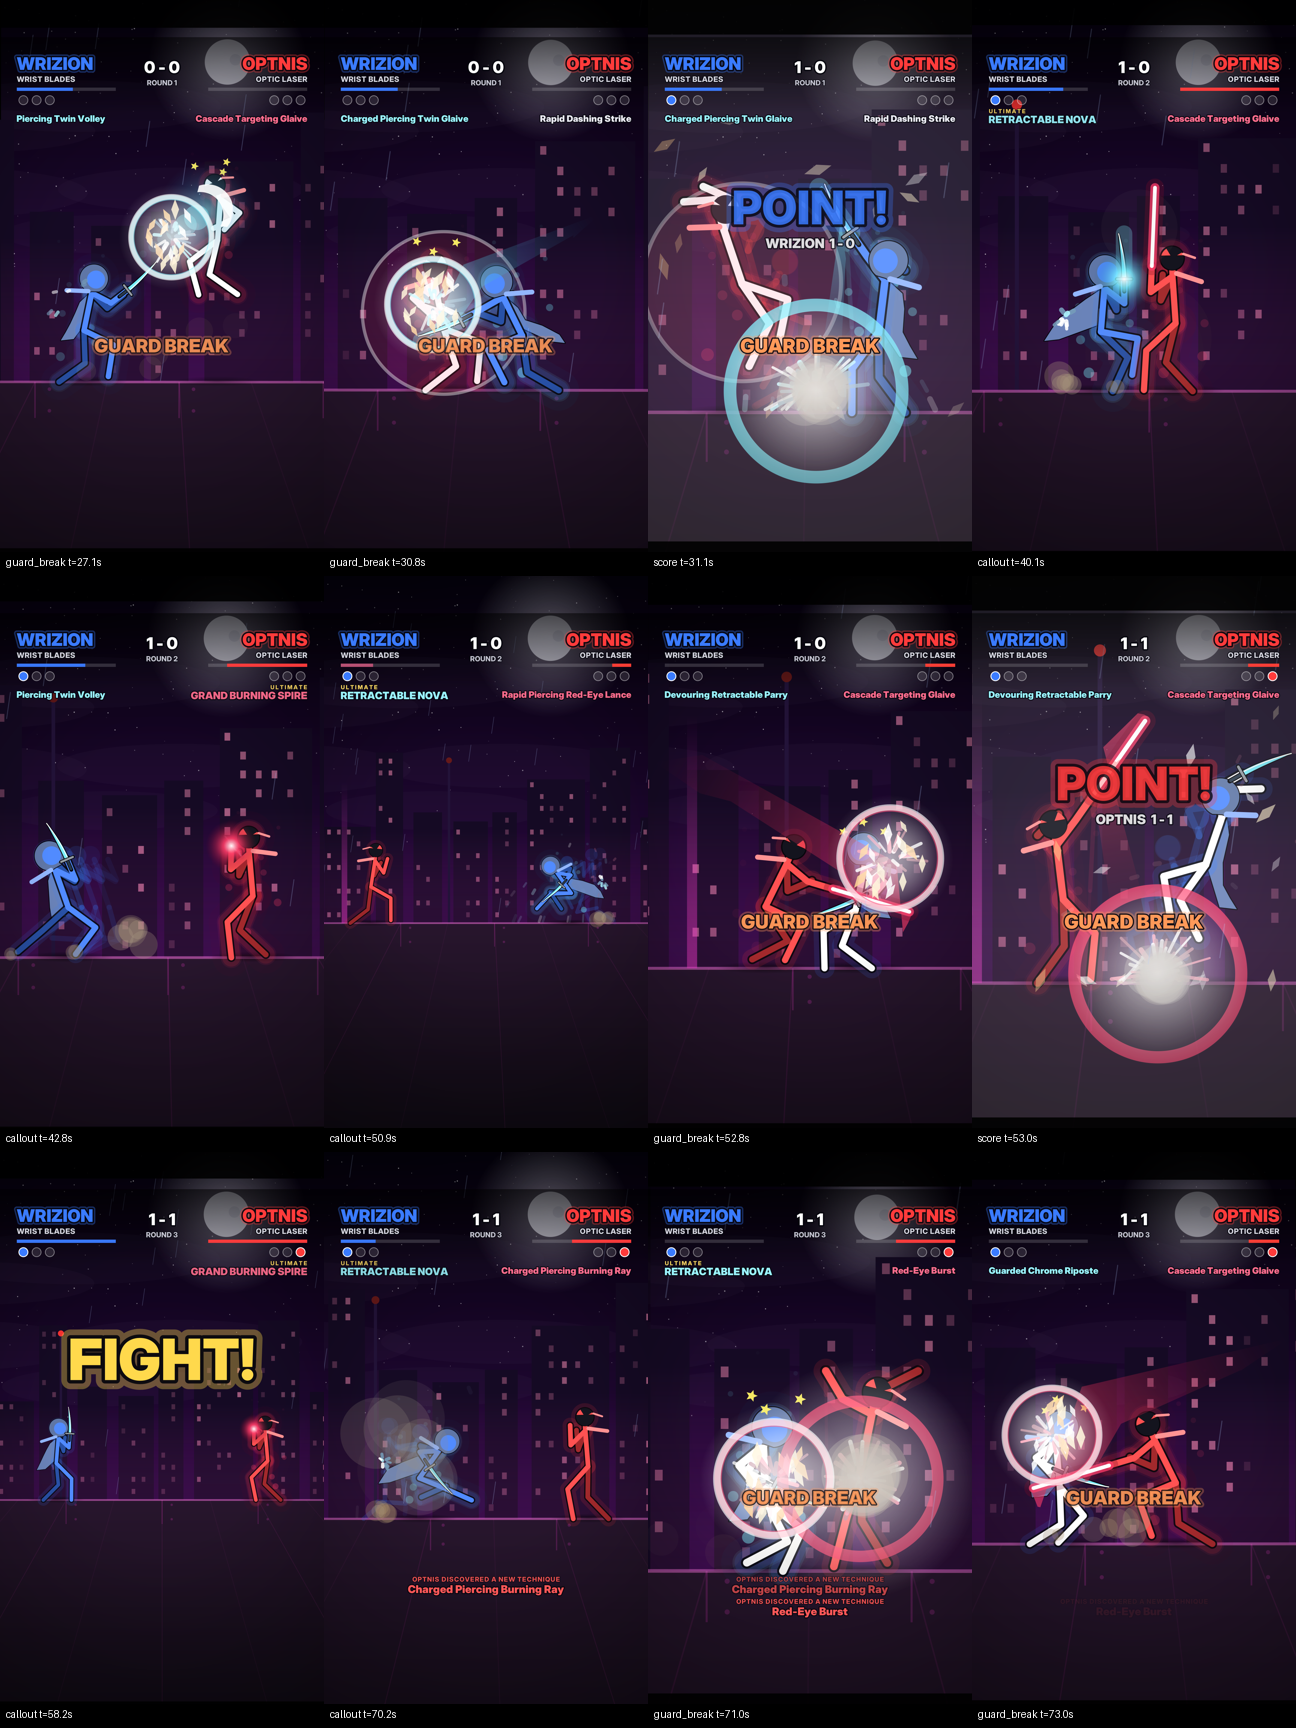 WRIZION
WRIST BLADES
0-0
ROUND 1
OPTNIS
OPTIC LASER
Piercing Twin Volley
Cascade Targeting Glaive
GUARD BREAK
guard_break t=27.1s
WRIZION
WRIST BLADES
0-0
ROUND 1
OPTNIS
OPTIC LASER
Charged Piercing Twin Glaive
Rapid Dashing Strike
GUARD BREAK
guard_break t=30.8s
WRIZION
WRIST BLADES
1-0
ROUND 1
OPTNIS
OPTIC LASER
Charged Piercing Twin Glaive
Rapid Dashing Strike
POINT!
WRIZION 1-0
GUARD BREAK
score t=31.1s
WRIZION
WRIST BLADES
1-0
ROUND 2
OPTNIS
OPTIC LASER
ULTIMATE
RETRACTABLE NOVA
Cascade Targeting Glaive
callout t=40.1s
WRIZION
WRIST BLADES
1-0
ROUND 2
OPTNIS
OPTIC LASER
Piercing Twin Volley
ULTIMATE
GRAND BURNING SPIRE
callout t=42.8s
WRIZION
WRIST BLADES
1-0
ROUND 2
OPTNIS
OPTIC LASER
ULTIMATE
RETRACTABLE NOVA
Rapid Piercing Red-Eye Lance
callout t=50.9s
WRIZION
WRIST BLADES
1-0
ROUND 2
OPTNIS
OPTIC LASER
Devouring Retractable Parry
Cascade Targeting Glaive
GUARD BREAK
guard_break t=52.8s
WRIZION
WRIST BLADES
1-1
ROUND 2
OPTNIS
OPTIC LASER
Devouring Retractable Parry
Cascade Targeting Glaive
POINT!
OPTNIS 1-1
GUARD BREAK
score t=53.0s
WRIZION
WRIST BLADES
1-1
ROUND 3
OPTNIS
OPTIC LASER
ULTIMATE
GRAND BURNING SPIRE
FIGHT!
callout t=58.2s
WRIZION
WRIST BLADES
1-1
ROUND 3
OPTNIS
OPTIC LASER
ULTIMATE
RETRACTABLE NOVA
Charged Piercing Burning Ray
OPTNIS DISCOVERED A NEW TECHNIQUE
Charged Piercing Burning Ray
callout t=70.2s
WRIZION
WRIST BLADES
1-1
ROUND 3
OPTNIS
OPTIC LASER
ULTIMATE
RETRACTABLE NOVA
Red-Eye Burst
GUARD BREAK
OPTNIS DISCOVERED A NEW TECHNIQUE
Charged Piercing Burning Ray
OPTNIS DISCOVERED A NEW TECHNIQUE
Red-Eye Burst
guard_break t=71.0s
WRIZION
WRIST BLADES
1-1
ROUND 3
OPTNIS
OPTIC LASER
Guarded Chrome Riposte
Cascade Targeting Glaive
GUARD BREAK
OPTNIS DISCOVERED A NEW TECHNIQUE
Red-Eye Burst
guard_break t=73.0s